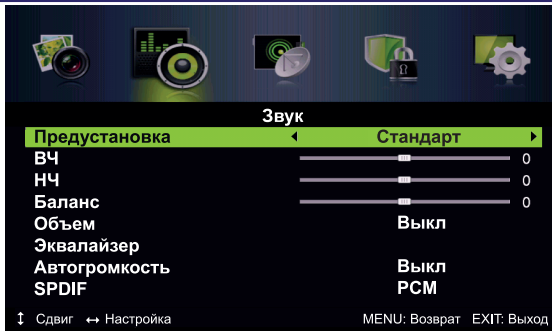 Звук
Предустановка Стандарт
ВЧ 0
НЧ 0
Баланс 0
Объем Выкл
Эквалайзер
Автогромкость Выкл
SPDIF PCM
Сдвиг Настройка MENU: Возврат EXIT: Выход